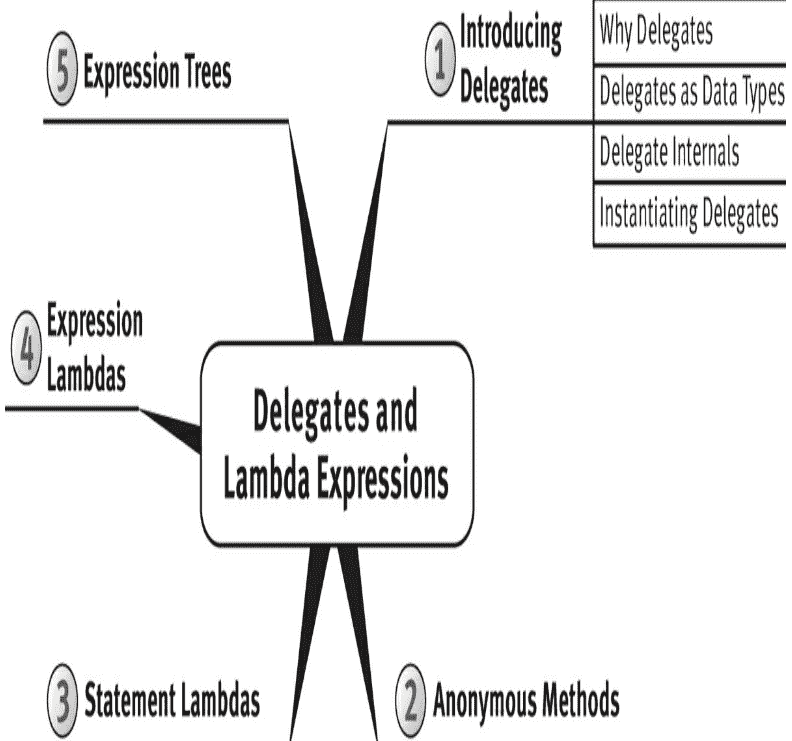 5 Expression Trees
1 Introducing
Delegates
Why Delegates
Delegates as Data Types
Delegate Internals
Instantiating Delegates
4 Expression
Lambdas
Delegates and
Lambda Expressions
3 Statement Lambdas
2 Anonymous Methods